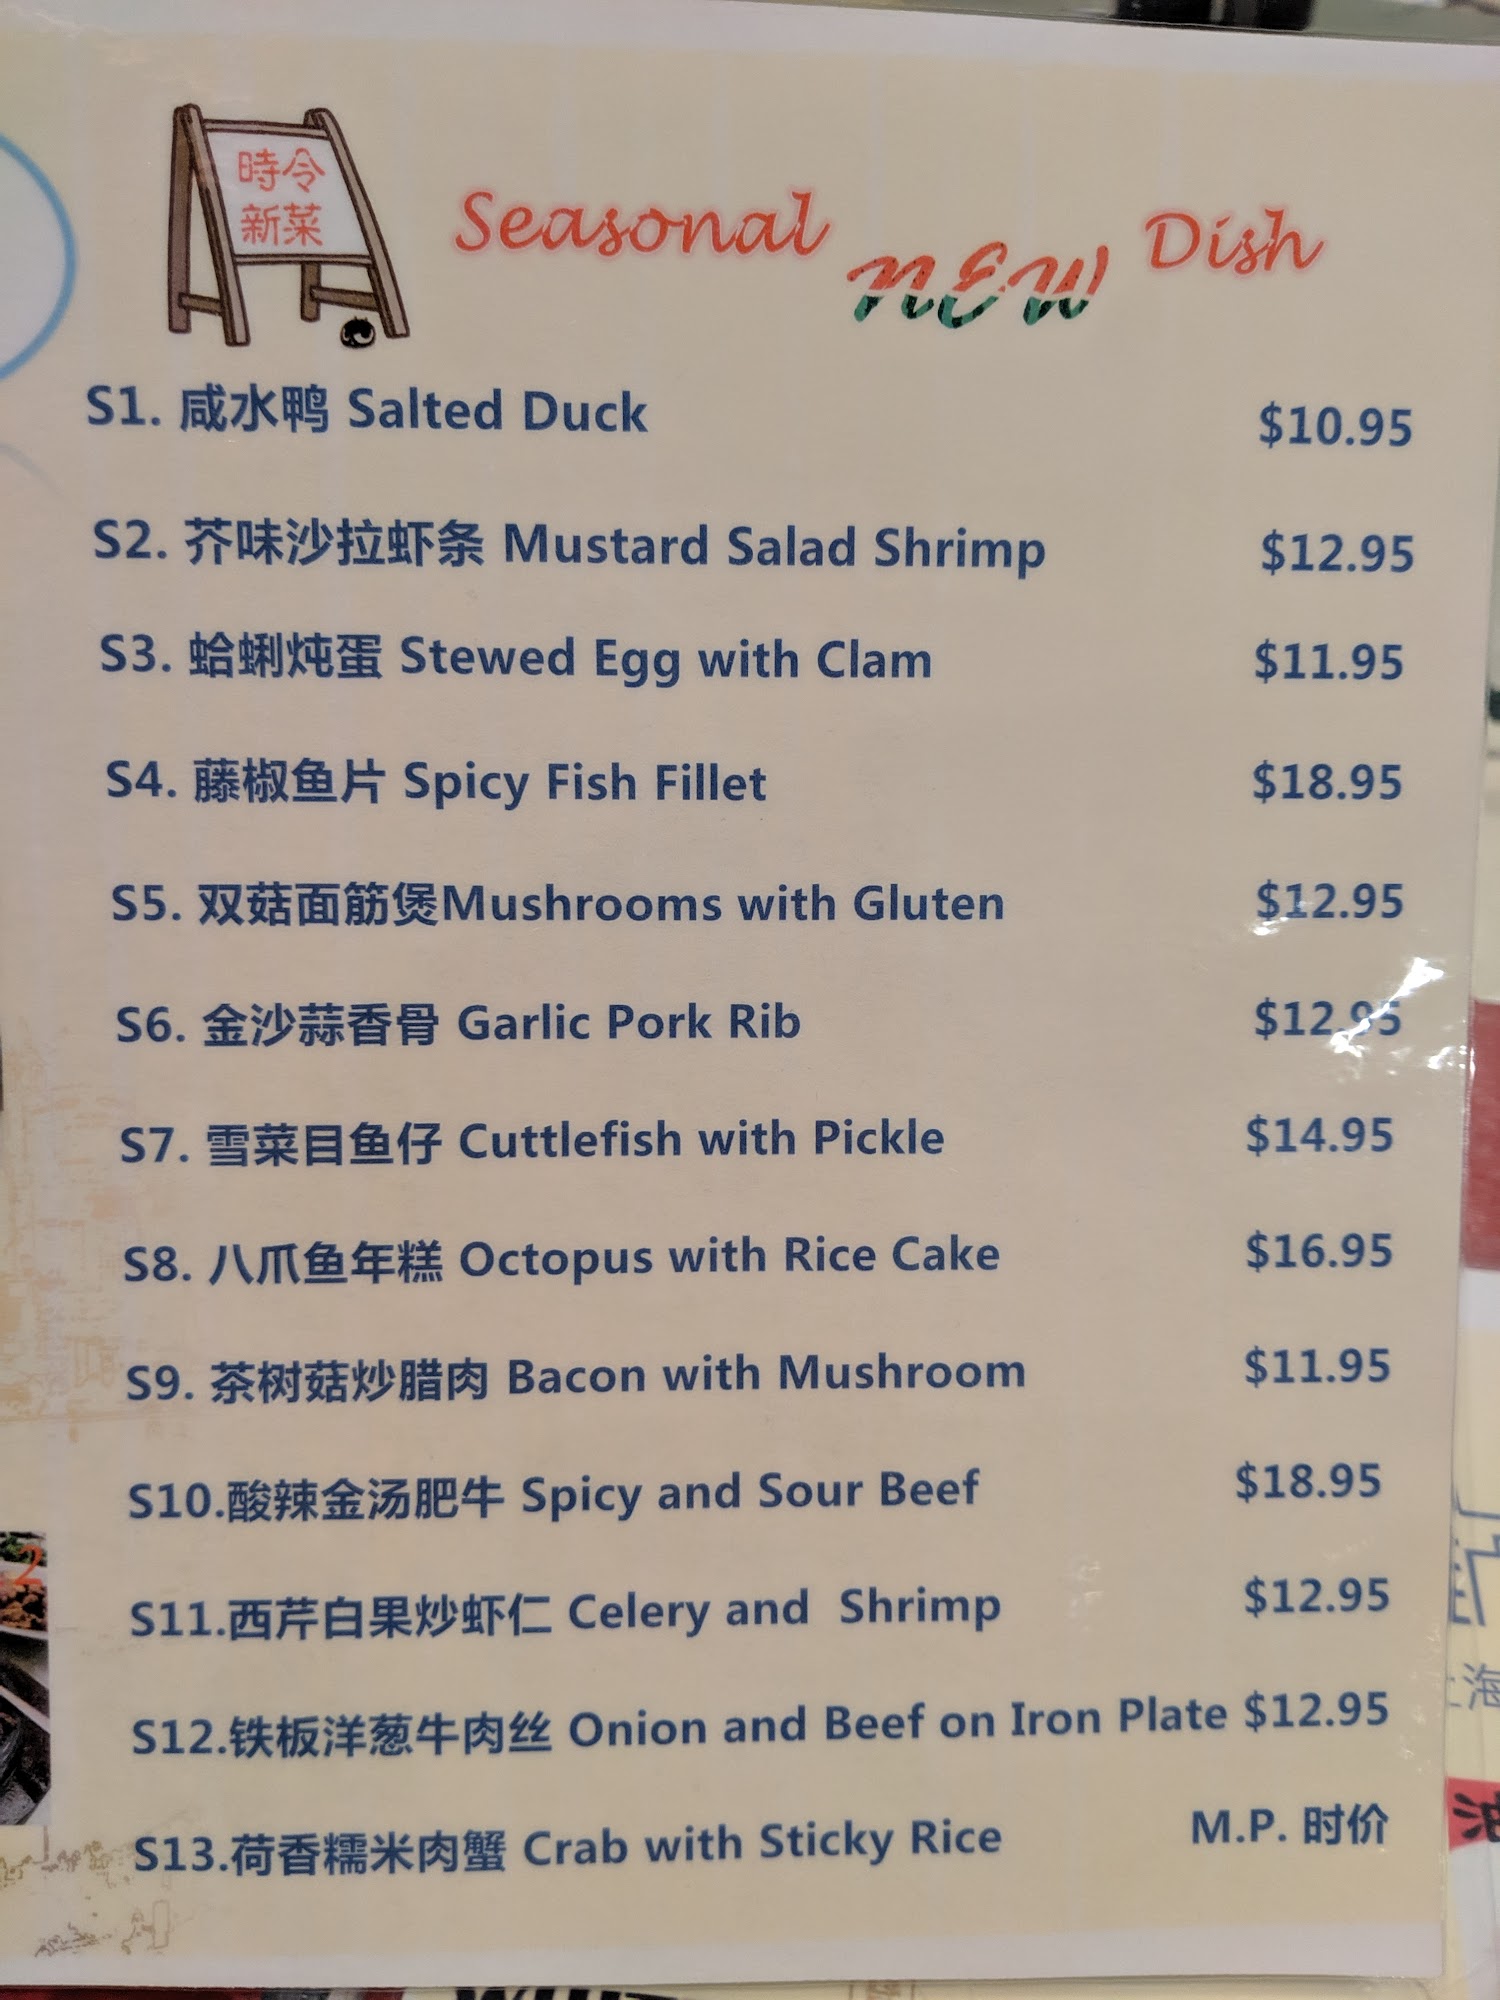 時令
新菜
Seasonal NEW Dish
S1. 咸水鸭 Salted Duck $10.95
S2. 芥味沙拉虾条 Mustard Salad Shrimp $12.95
S3. 蛤蜊炖蛋 Stewed Egg with Clam $11.95
S4. 藤椒鱼片 Spicy Fish Fillet $18.95
S5. 双菇面筋煲Mushrooms with Gluten $12.95
S6. 金沙蒜香骨 Garlic Pork Rib $12.95
S7. 雪菜目鱼仔 Cuttlefish with Pickle $14.95
S8. 八爪鱼年糕 Octopus with Rice Cake $16.95
S9. 茶树菇炒腊肉 Bacon with Mushroom $11.95
S10.酸辣金汤肥牛 Spicy and Sour Beef $18.95
S11.西芹白果炒虾仁 Celery and Shrimp $12.95
S12.铁板洋葱牛肉丝 Onion and Beef on Iron Plate $12.95
S13.荷香糯米肉蟹 Crab with Sticky Rice M.P. 时价
2
海
油